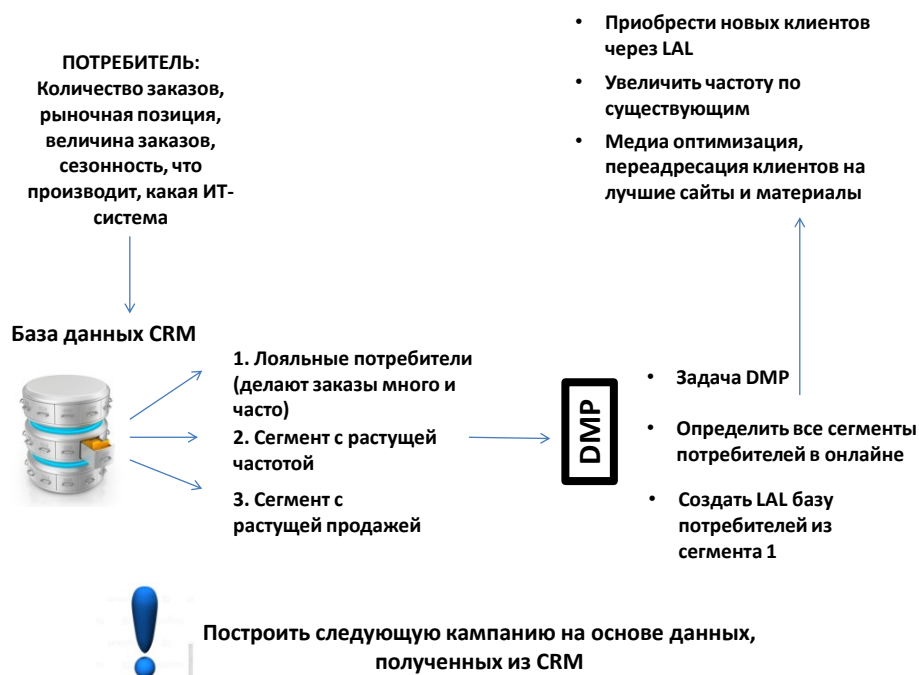 ПОТРЕБИТЕЛЬ:
Количество заказов,
рыночная позиция,
величина заказов,
сезонность, что
производит, какая ИТ-
система
База данных CRM
1. Лояльные потребители
(делают заказы много и
часто)
2. Сегмент с растущей
частотой
3. Сегмент с
растущей продажей
DMP
• Задача DMP
• Определить все сегменты
потребителей в онлайне
• Создать LAL базу
потребителей из
сегмента 1
• Приобрести новых клиентов
через LAL
• Увеличить частоту по
существующим
• Медиа оптимизация,
переадресация клиентов на
лучшие сайты и материалы
Построить следующую кампанию на основе данных,
полученных из CRM